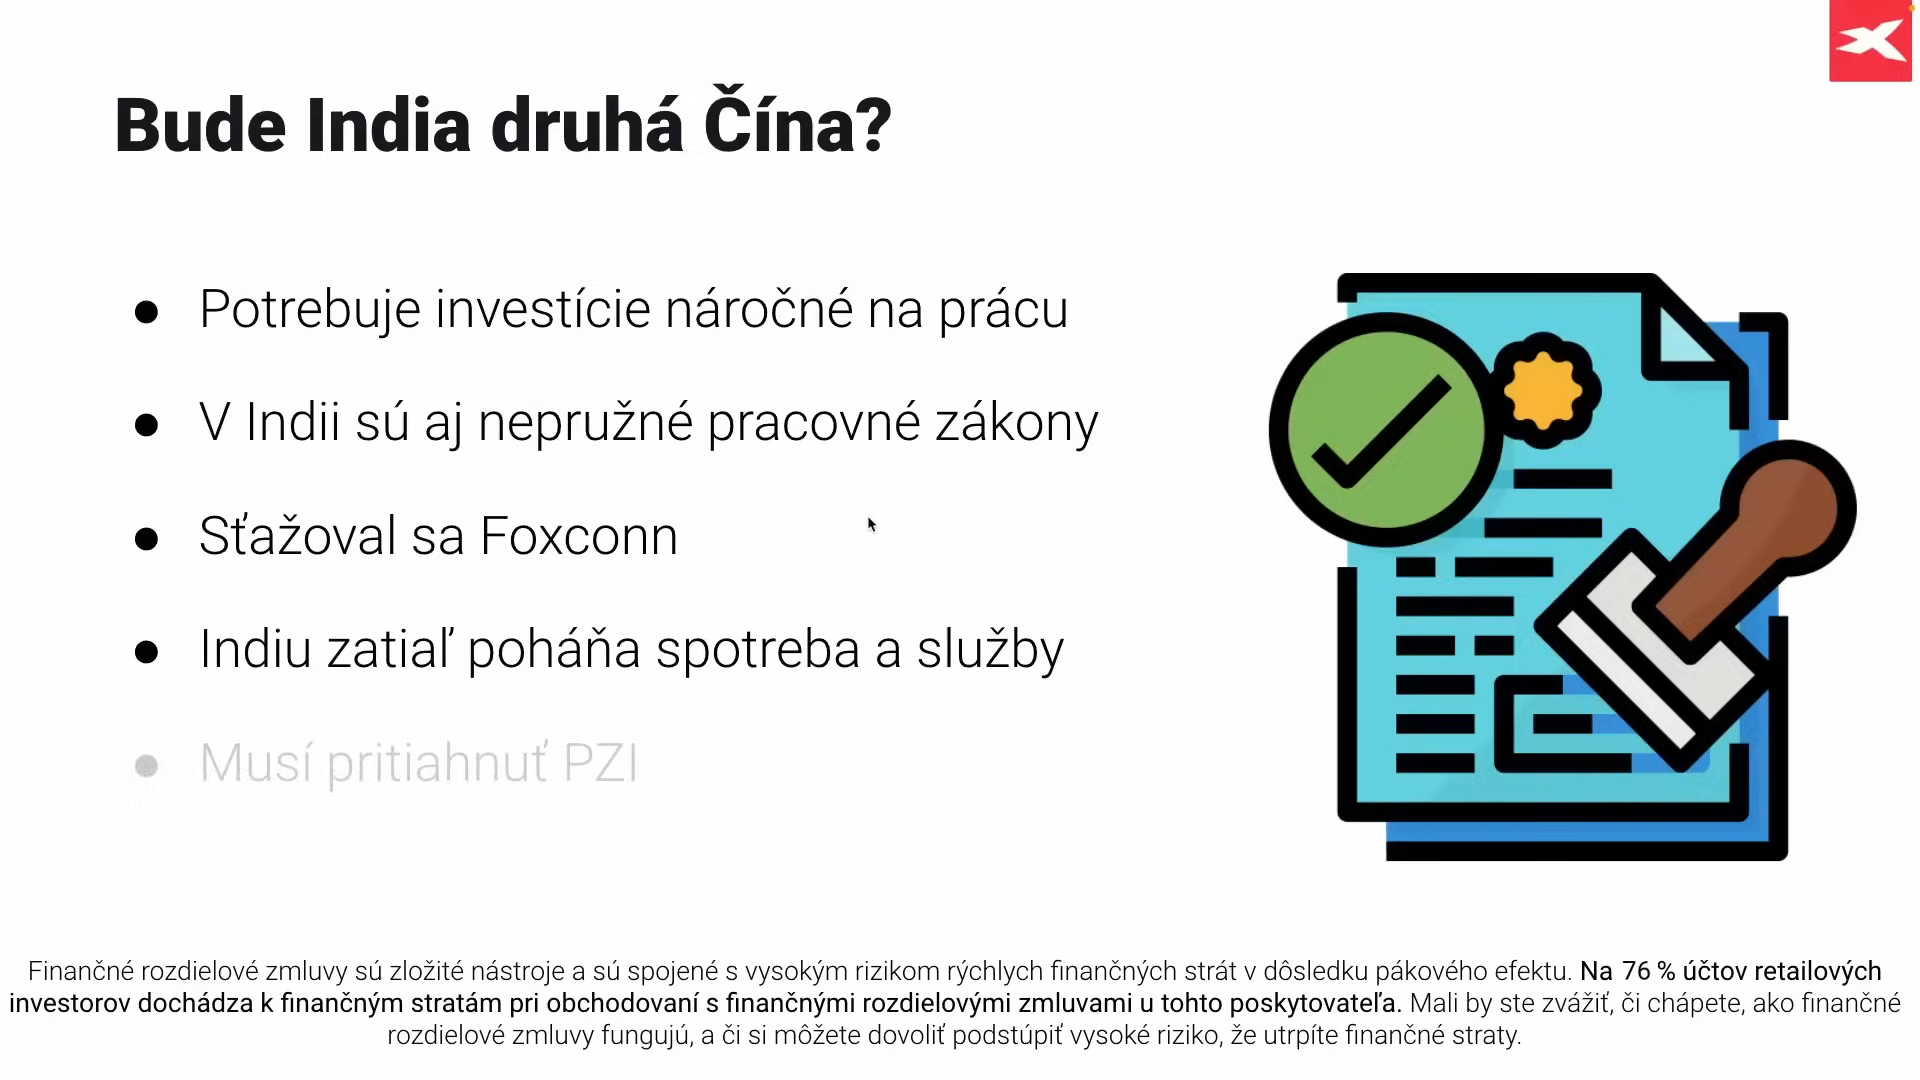 Bude India druhá Čína?
● Potrebuje investície náročné na prácu
● V Indii sú aj nepružné pracovné zákony
● Sťažoval sa Foxconn
● Indiu zatiaľ poháňa spotreba a služby
● Musí pritiahnuť PZI
Finančné rozdielové zmluvy sú zložité nástroje a sú spojené s vysokým rizikom rýchlych finančných strát v dôsledku pákového efektu. Na 76 % účtov retailových
investorov dochádza k finančným stratám pri obchodovaní s finančnými rozdielovými zmluvami u tohto poskytovateľa. Mali by ste zvážiť, či chápete, ako finančné
rozdielové zmluvy fungujú, a či si môžete dovoliť podstúpiť vysoké riziko, že utrpíte finančné straty.